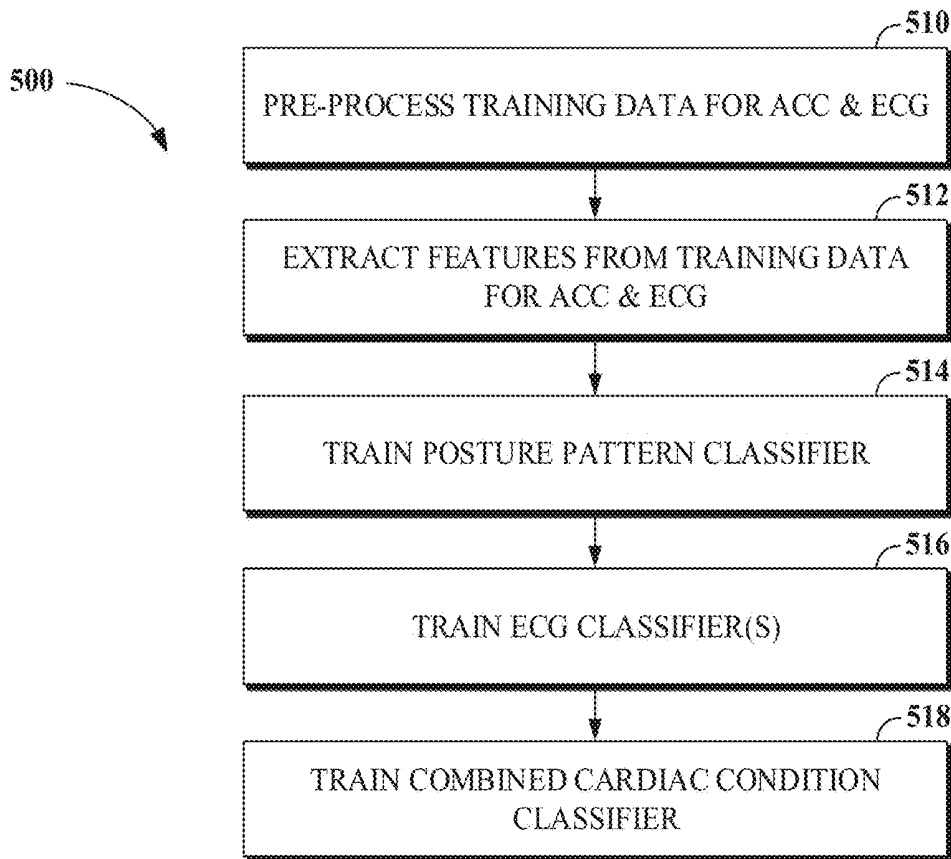 510
500
PRE-PROCESS TRAINING DATA FOR ACC & ECG
512
EXTRACT FEATURES FROM TRAINING DATA
FOR ACC & ECG
514
TRAIN POSTURE PATTERN CLASSIFIER
516
TRAIN ECG CLASSIFIER(S)
518
TRAIN COMBINED CARDIAC CONDITION
CLASSIFIER